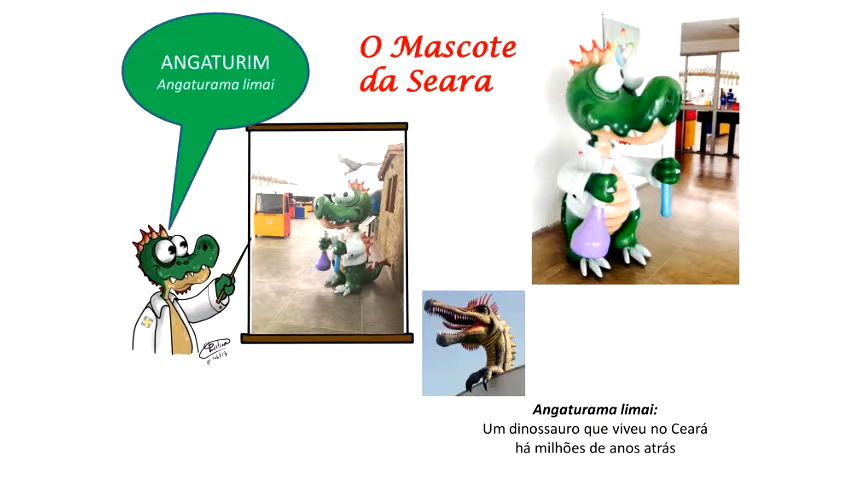 ANGATURIM
Angaturama limai
O Mascote
da Seara
Angaturama limai:
Um dinossauro que viveu no Ceará
há milhões de anos atrás